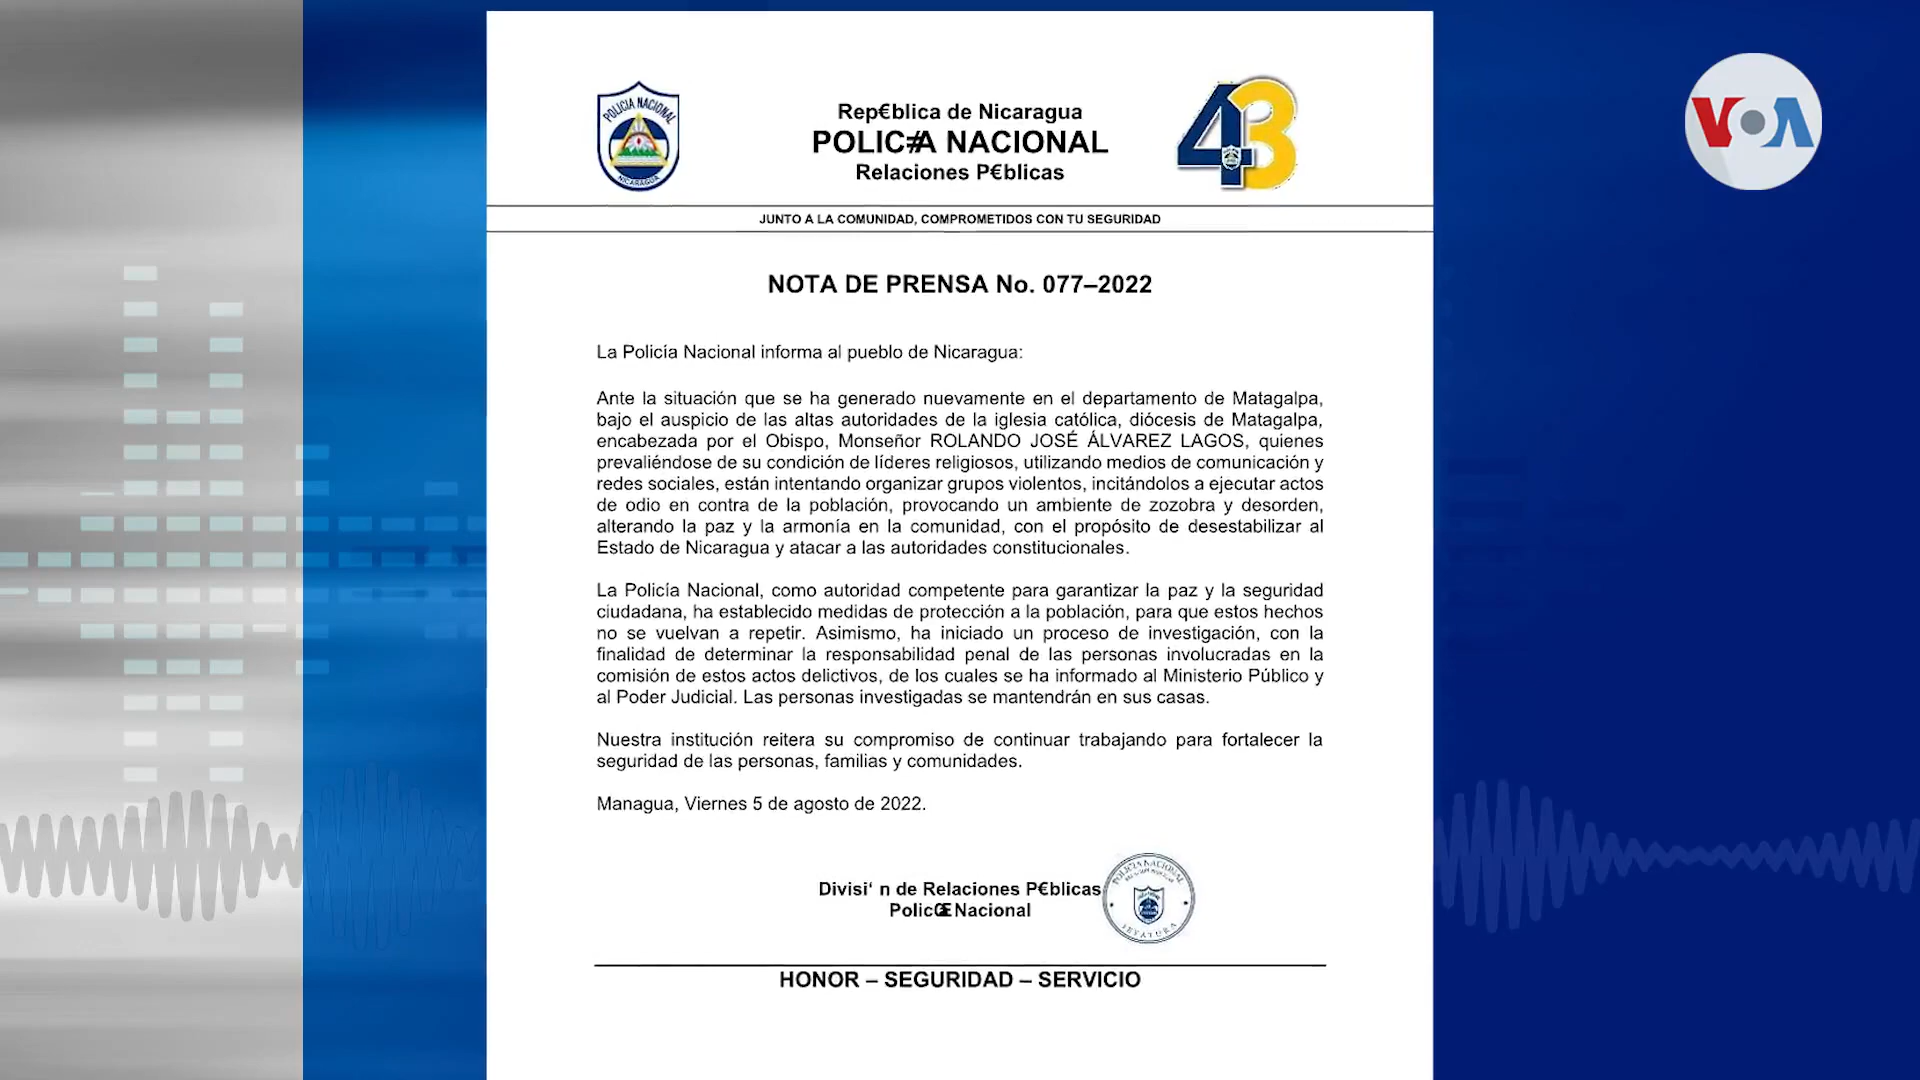 POLICIA NACIONAL
NICARAGUA
Rep€blica de Nicaragua
POLIC≠A NACIONAL
Relaciones P€blicas
43
VOA
JUNTO A LA COMUNIDAD, COMPROMETIDOS CON TU SEGURIDAD
NOTA DE PRENSA No. 077–2022
La Policía Nacional informa al pueblo de Nicaragua:
Ante la situación que se ha generado nuevamente en el departamento de Matagalpa,
bajo el auspicio de las altas autoridades de la iglesia católica, diócesis de Matagalpa,
encabezada por el Obispo, Monseñor ROLANDO JOSÉ ÁLVAREZ LAGOS, quienes
prevaliéndose de su condición de líderes religiosos, utilizando medios de comunicación y
redes sociales, están intentando organizar grupos violentos, incitándolos a ejecutar actos
de odio en contra de la población, provocando un ambiente de zozobra y desorden,
alterando la paz y la armonía en la comunidad, con el propósito de desestabilizar al
Estado de Nicaragua y atacar a las autoridades constitucionales.
La Policía Nacional, como autoridad competente para garantizar la paz y la seguridad
ciudadana, ha establecido medidas de protección a la población, para que estos hechos
no se vuelvan a repetir. Asimismo, ha iniciado un proceso de investigación, con la
finalidad de determinar la responsabilidad penal de las personas involucradas en la
comisión de estos actos delictivos, de los cuales se ha informado al Ministerio Público y
al Poder Judicial. Las personas investigadas se mantendrán en sus casas.
Nuestra institución reitera su compromiso de continuar trabajando para fortalecer la
seguridad de las personas, familias y comunidades.
Managua, Viernes 5 de agosto de 2022.
Divisi‘ n de Relaciones P€blicas
Nacional
POLICIA NACIONAL
JEFATURA
HONOR – SEGURIDAD – SERVICIO